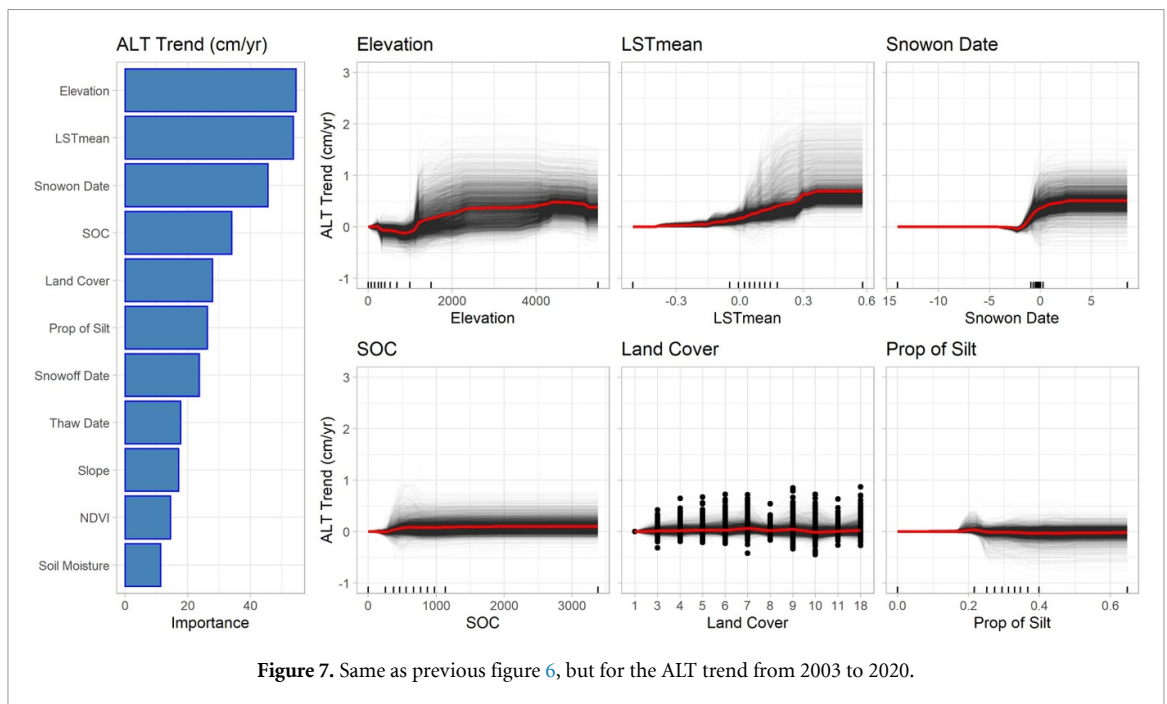 ALT Trend (cm/yr)
Elevation
LSTmean
Snowon Date
SOC
Land Cover
Prop of Silt
Snowoff Date
Thaw Date
Slope
NDVI
Soil Moisture
0 20 40
Importance
Elevation
ALT Trend (cm/yr)
3
2
1
0
-1
0 2000 4000
Elevation
LSTmean
-0.3 0.0 0.3 0.6
LSTmean
Snowon Date
15 -10 -5 0 5
Snowon Date
SOC
ALT Trend (cm/yr)
3
2
1
0
-1
0 1000 2000 3000
SOC
Land Cover
1 3 4 5 6 7 8 9 10 11 18
Land Cover
Prop of Silt
0.0 0.2 0.4 0.6
Prop of Silt
Figure 7. Same as previous figure 6, but for the ALT trend from 2003 to 2020.